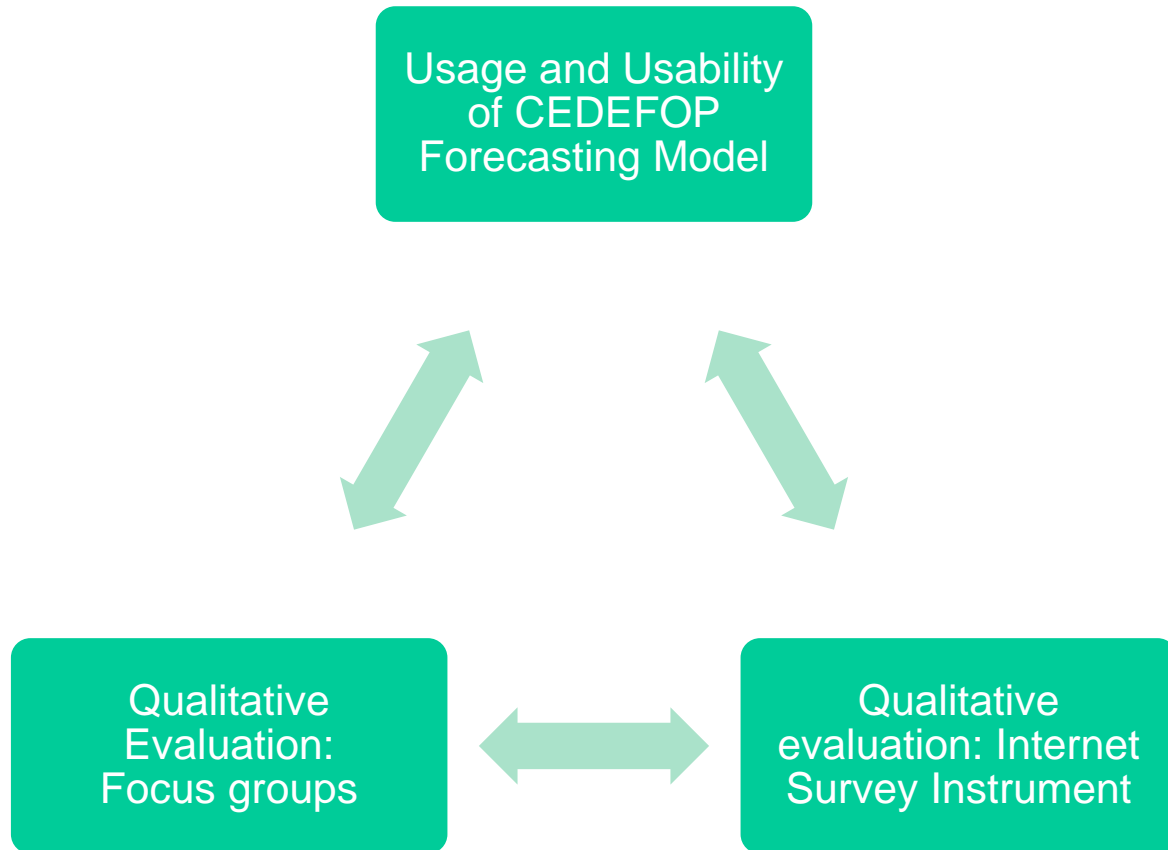 Usage and Usability
of CEDEFOP
Forecasting Model
Qualitative
Evaluation:
Focus groups
Qualitative
evaluation: Internet
Survey Instrument